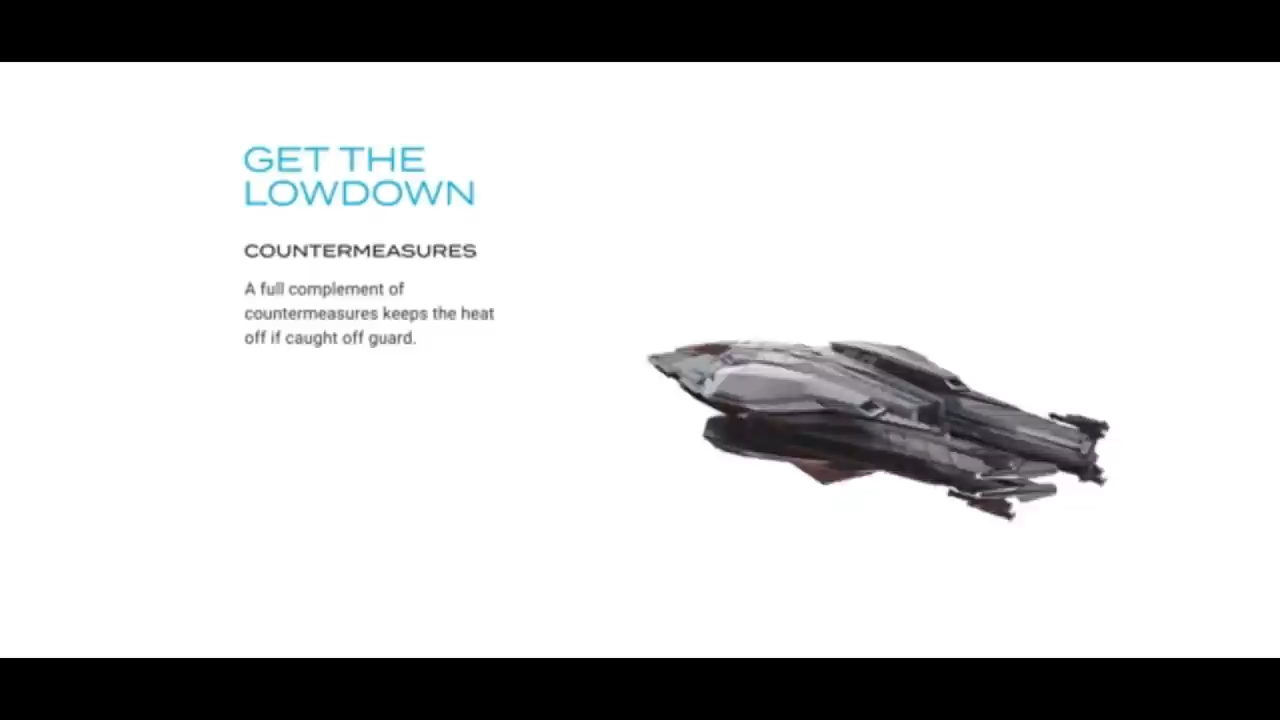 GET THE
LOWDOWN
COUNTERMEASURES
A full complement of
countermeasures keeps the heat
off if caught off guard.